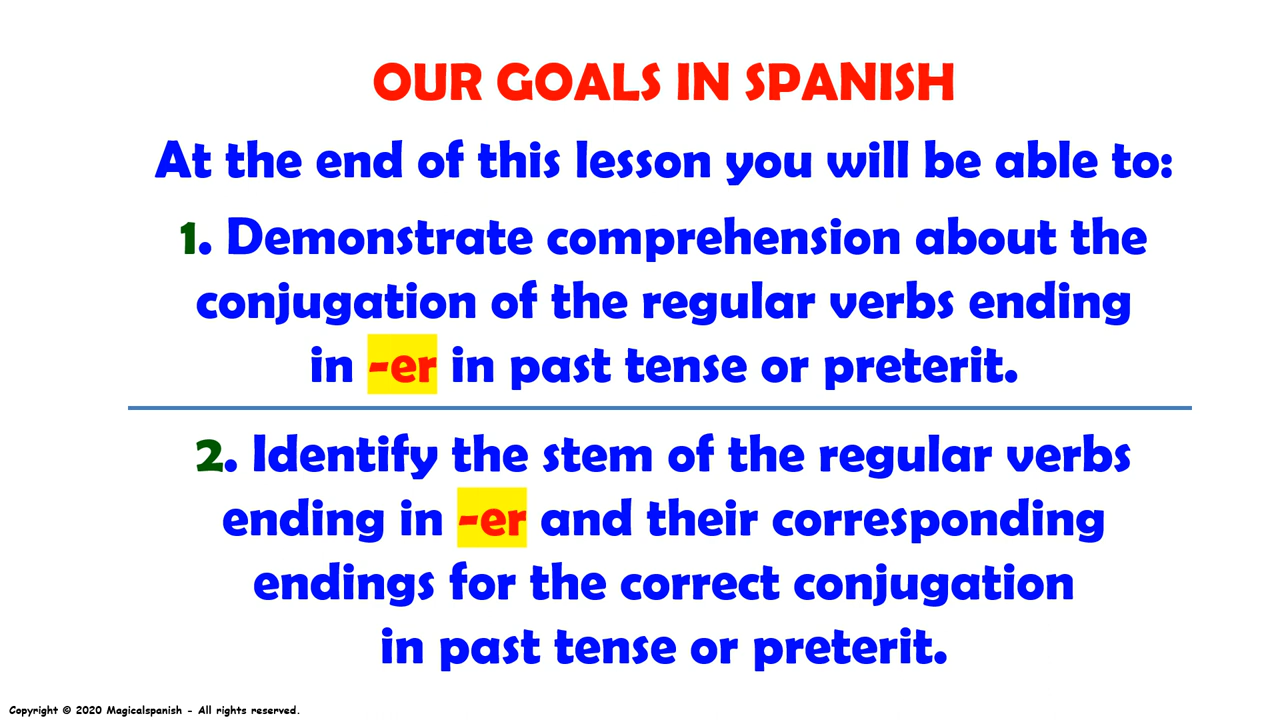 OUR GOALS IN SPANISH
At the end of this lesson you will be able to:
1. Demonstrate comprehension about the
conjugation of the regular verbs ending
in -er in past tense or preterit.
2. Identify the stem of the regular verbs
ending in -er and their corresponding
endings for the correct conjugation
in past tense or preterit.
Copyright © 2020 Magicalspanish - All rights reserved.